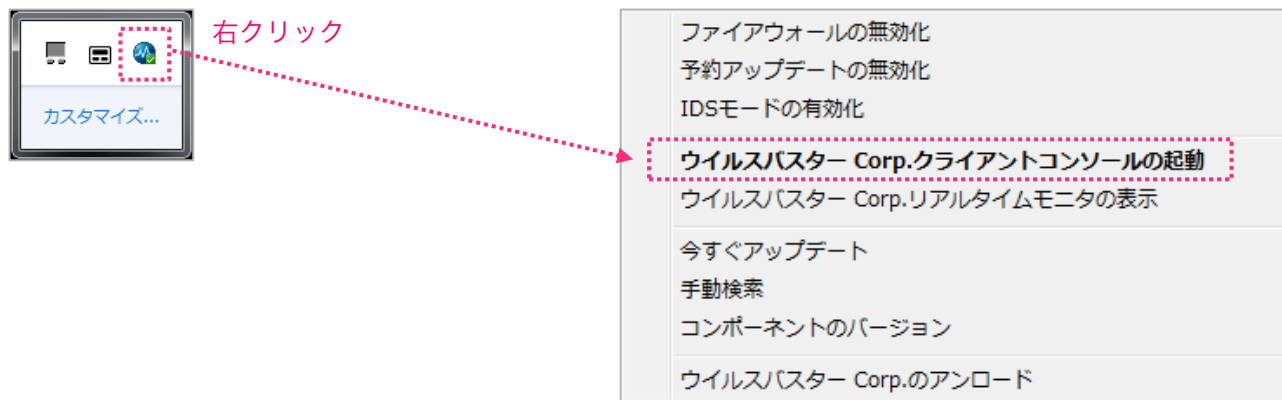 右クリック
カスタマイズ...
ファイアウォールの無効化
予約アップデートの無効化
IDSモードの有効化
ウイルスバスター Corp.クライアントコンソールの起動
ウイルスバスター Corp.リアルタイムモニタの表示
今すぐアップデート
手動検索
コンポーネントのバージョン
ウイルスバスター Corp.のアンロード